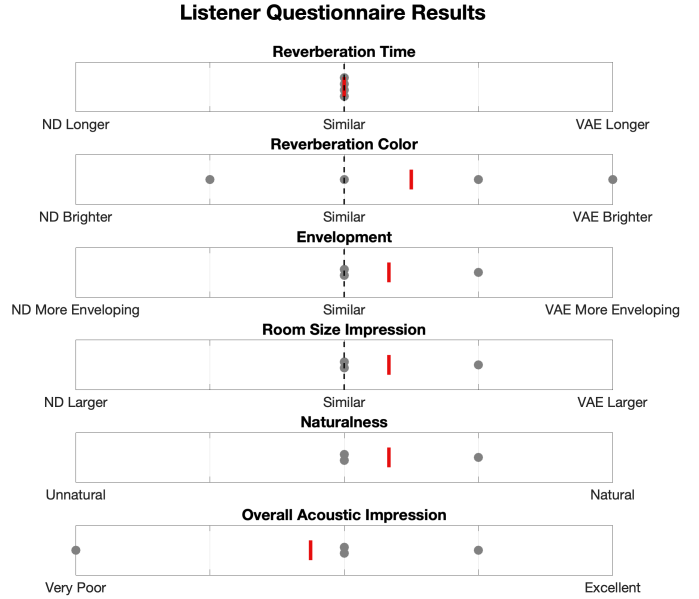 Listener Questionnaire Results
Reverberation Time
ND Longer Similar VAE Longer
Reverberation Color
ND Brighter Similar VAE Brighter
Envelopment
ND More Enveloping Similar VAE More Enveloping
Room Size Impression
ND Larger Similar VAE Larger
Naturalness
Unnatural Natural
Overall Acoustic Impression
Very Poor Excellent